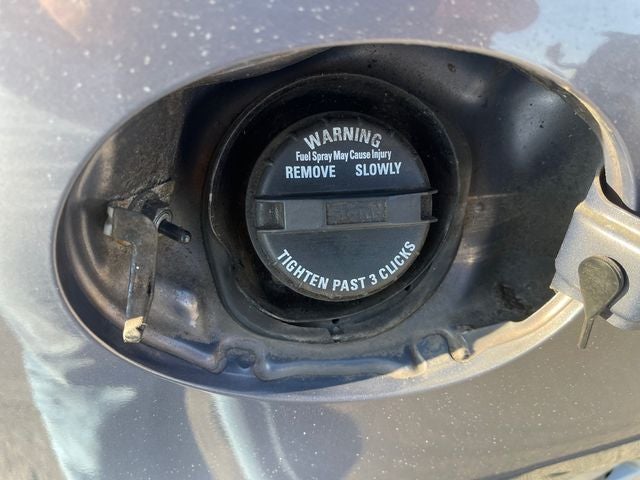 WARNING
Fuel Spray May Cause Injury
REMOVE SLOWLY
TIGHTEN PAST 3 CLICKS